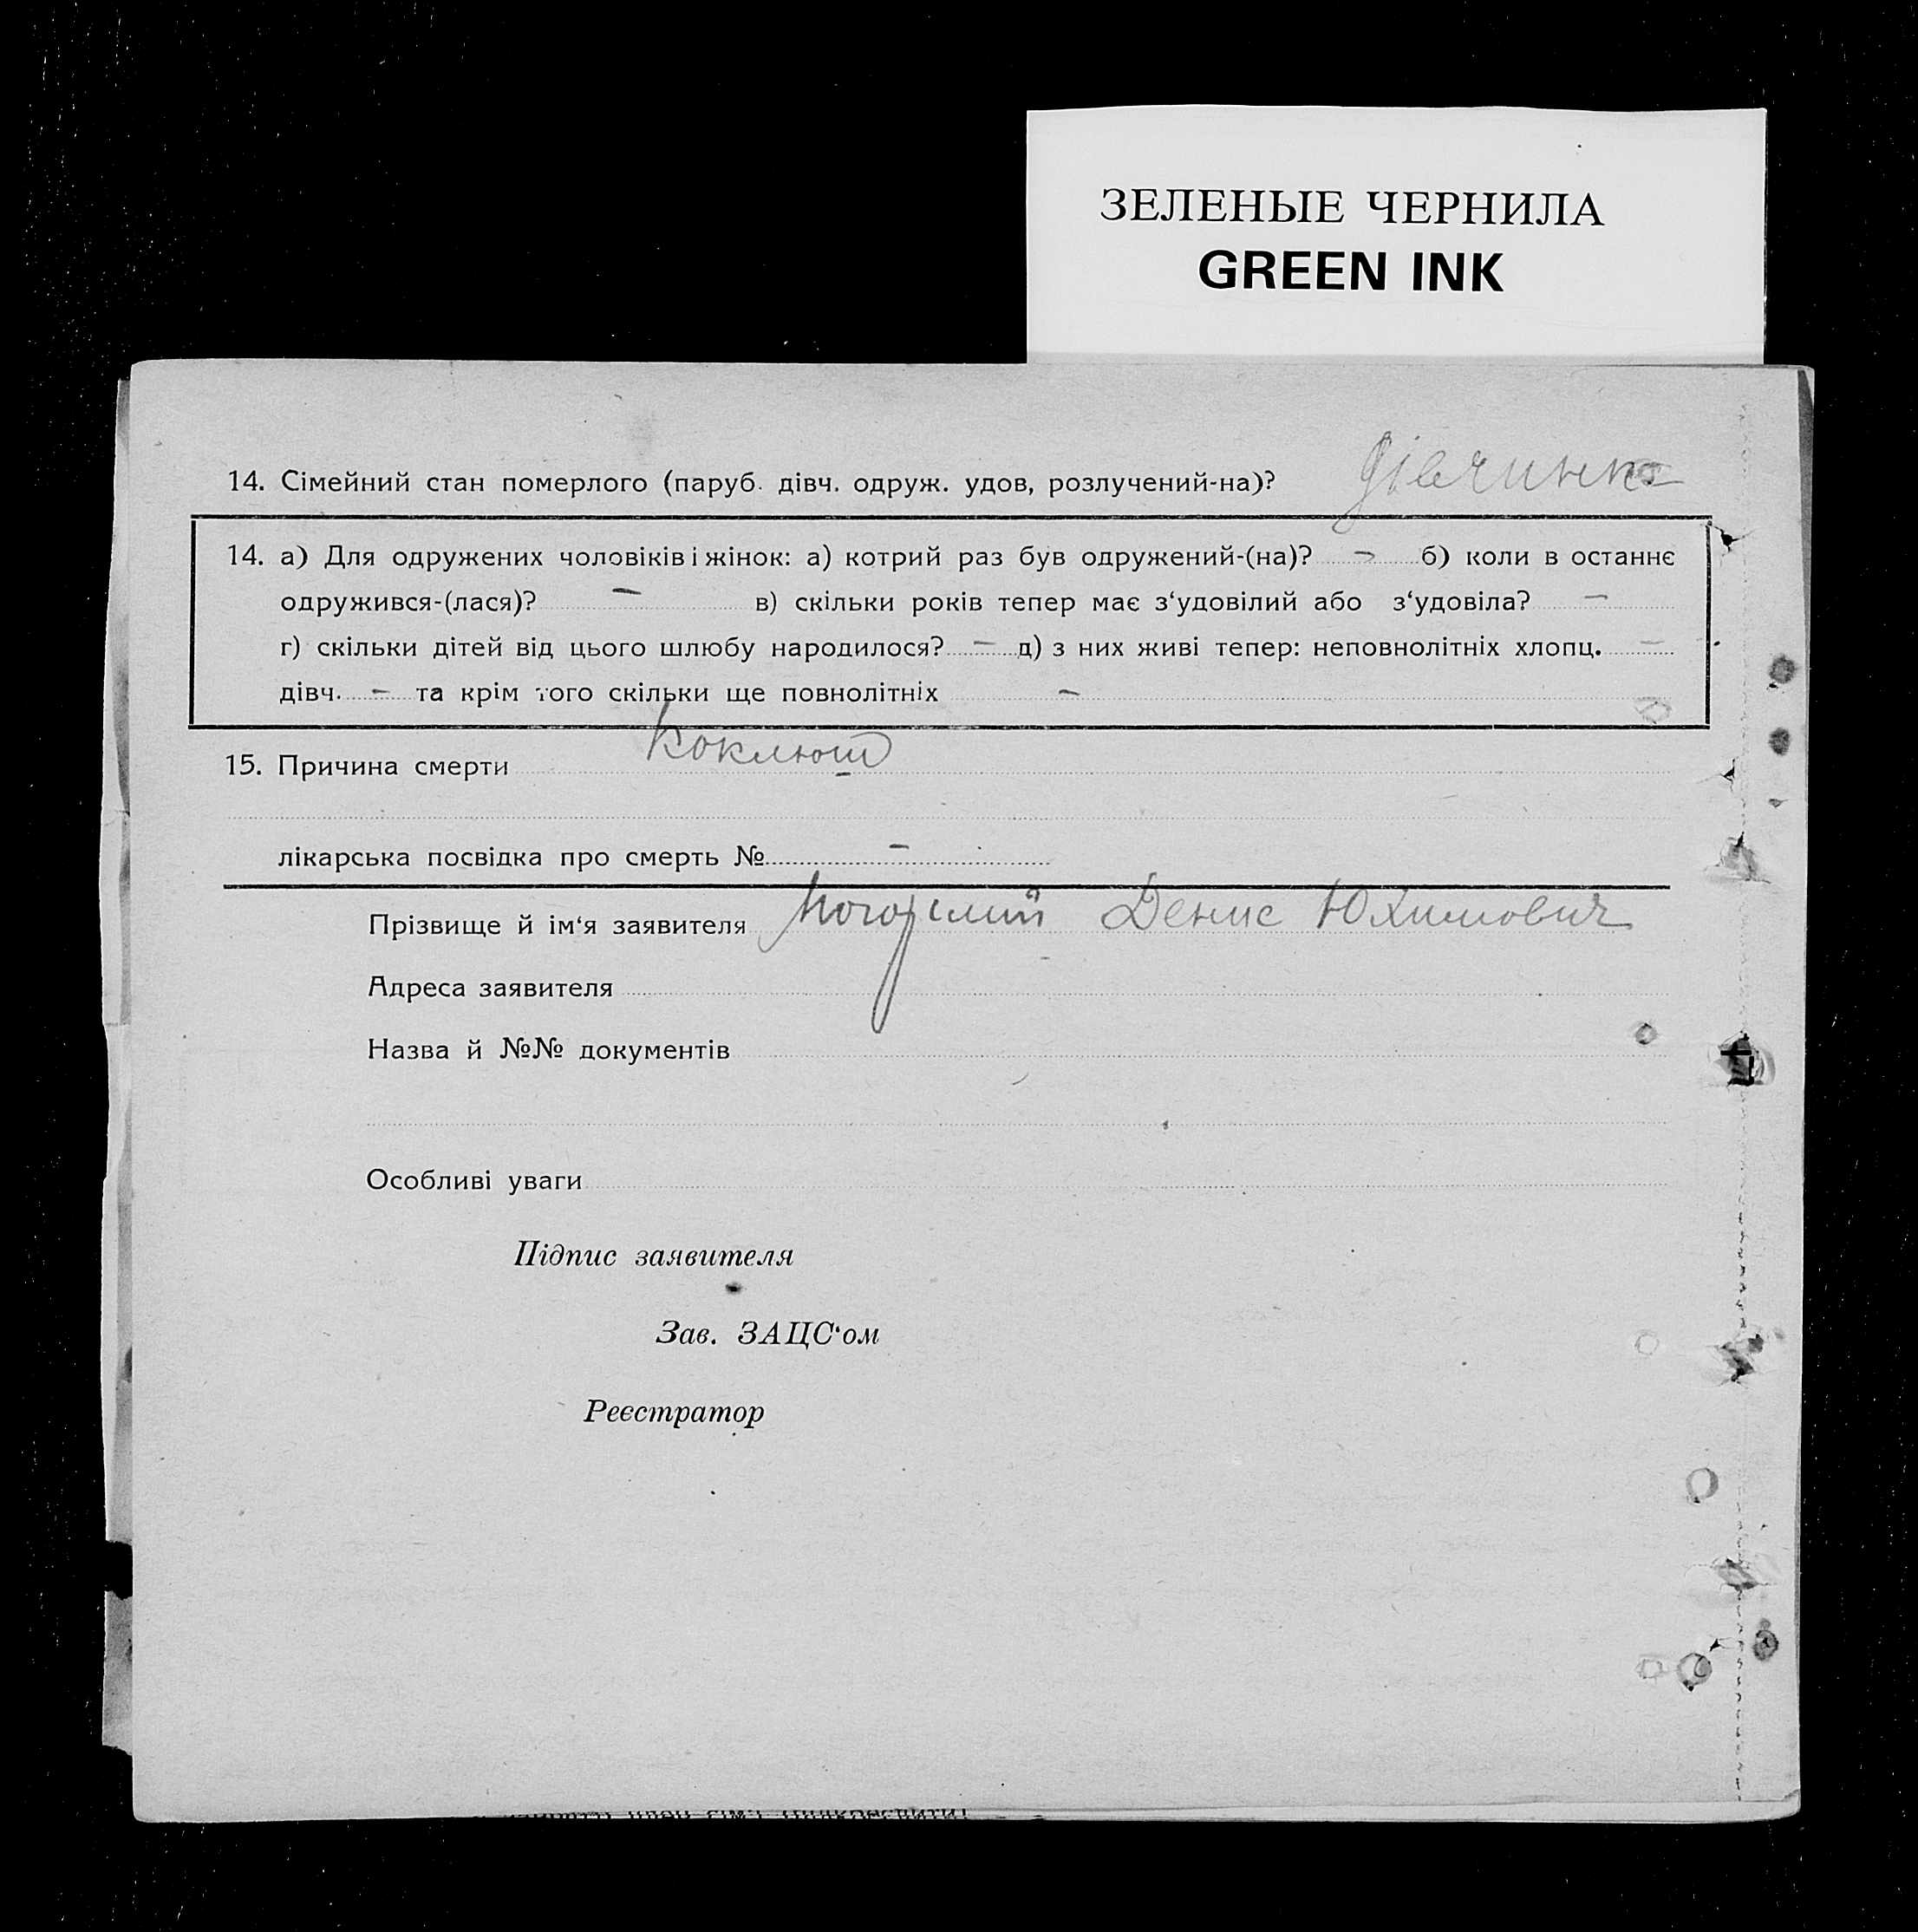 ЗЕЛЕНЫЕ ЧЕРНИЛА
GREEN INK
14. Сімейний стан померлого (паруб. дівч. одруж. удов, розлучений-на)? дівчинка
14. а) Для одружених чоловіків і жінок: а) котрий раз був одружений-(на)? — б) коли в останнє
одружився-(лася)? — в) скільки років тепер має з‘удовілий або з‘удовіла? —
г) скільки дітей від цього шлюбу народилося? — д) з них живі тепер: неповнолітніх хлопц. —
дівч. — та крім того скільки ще повнолітніх —
15. Причина смерти Коклюш
лікарська посвідка про смерть № —
Прізвище й ім‘я заявителя Погорілий Денис Юхимович
Адреса заявителя
Назва й №№ документів
Особливі уваги
Підпис заявителя
Зав. ЗАЦС‘ом
Реєстратор